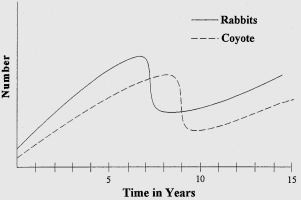 Rabbits
Coyote
Number
5 10 15
Time in Years